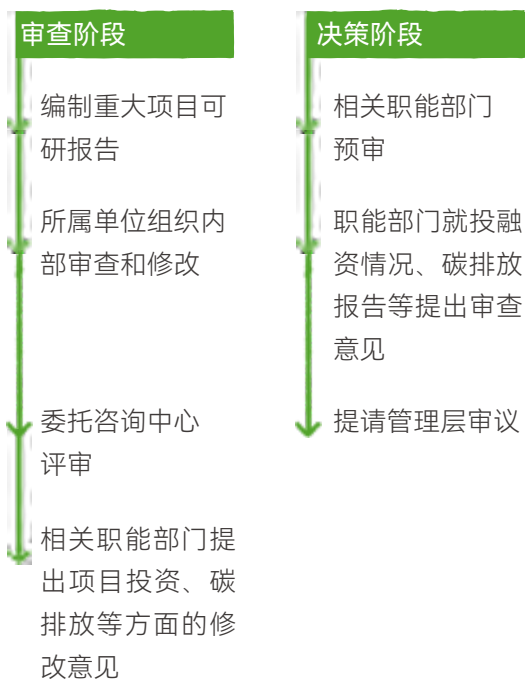 审查阶段
编制重大项目可
研报告
所属单位组织内
部审查和修改
委托咨询中心
评审
相关职能部门提
出项目投资、碳
排放等方面的修
改意见
决策阶段
相关职能部门
预审
职能部门就投融
资情况、碳排放
报告等提出审查
意见
提请管理层审议